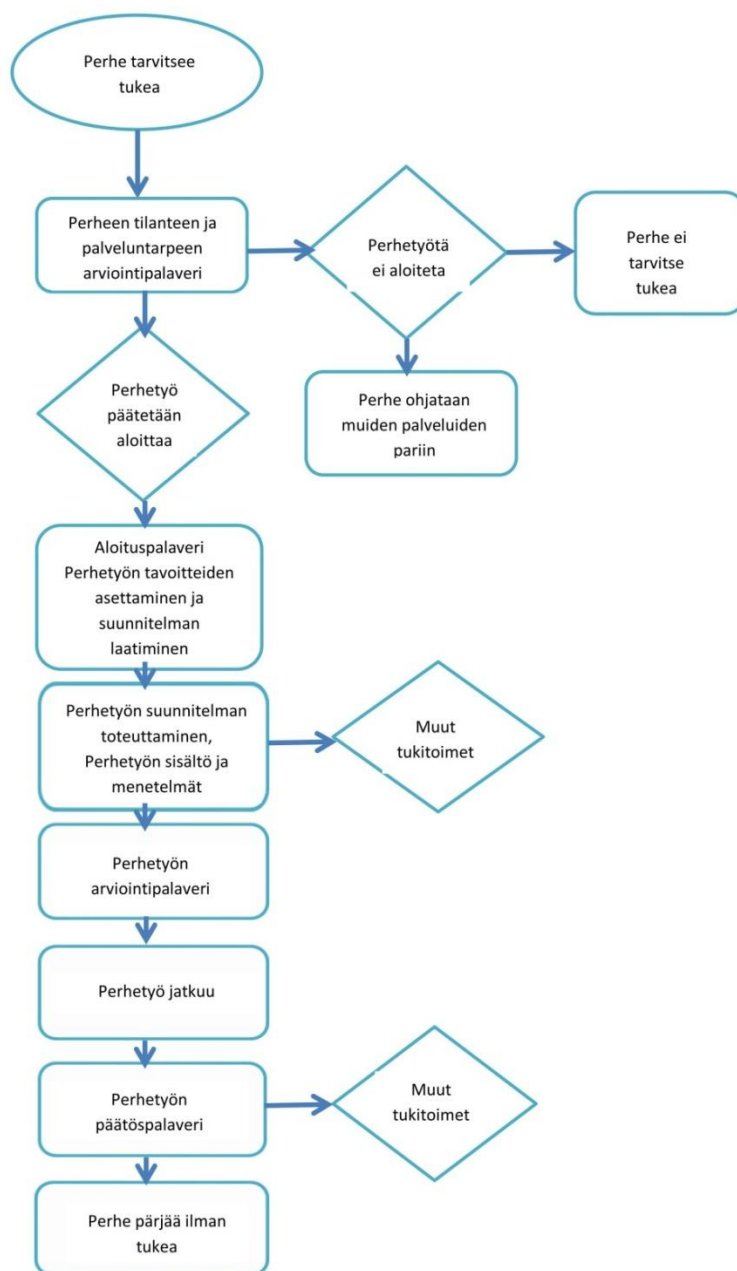 Perhe tarvitsee
tukea
Perheen tilanteen ja
palveluntarpeen
arviointipalaveri
Perhetyötä
ei aloiteta
Perhe ei
tarvitse
tukea
Perhe ohjataan
muiden palveluiden
pariin
Perhetyö
päätetään
aloittaa
Aloituspalaveri
Perhetyön tavoitteiden
asettaminen ja
suunnitelman
laatiminen
Perhetyön suunnitelman
toteuttaminen,
Perhetyön sisältö ja
menetelmät
Muut
tukitoimet
Perhetyön
arviointipalaveri
Perhetyö jatkuu
Perhetyön
päätöspalaveri
Muut
tukitoimet
Perhe pärjää ilman
tukea